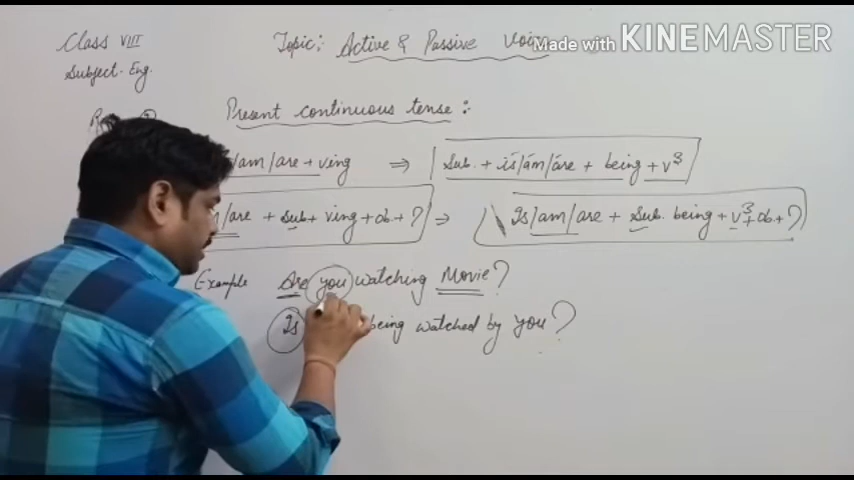 Class VIII
Topic: Active & Passive Voice
Made with KINEMASTER
Subject. Eng.
Present continuous tense:
/am/are + ving ⇒ Sub. + is/am/are + being + v³
/are + sub + ving + ob + ? ⇒ Is/am/are + Sub. being + v³ + ob + ?
Example Are you watching Movie?
Is being watched by you?